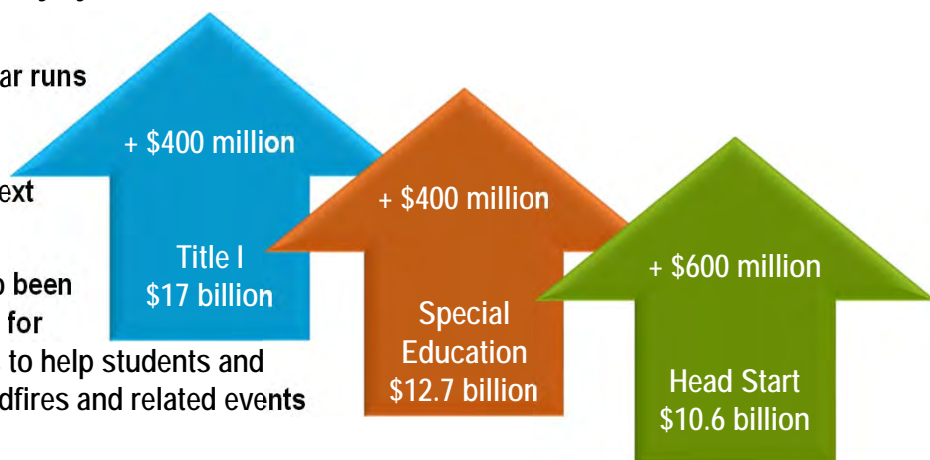 ar runs
ext
been
for
to help students and
dfires and related events
+ $400 million
Title I
$17 billion
+ $400 million
Special
Education
$12.7 billion
+ $600 million
Head Start
$10.6 billion